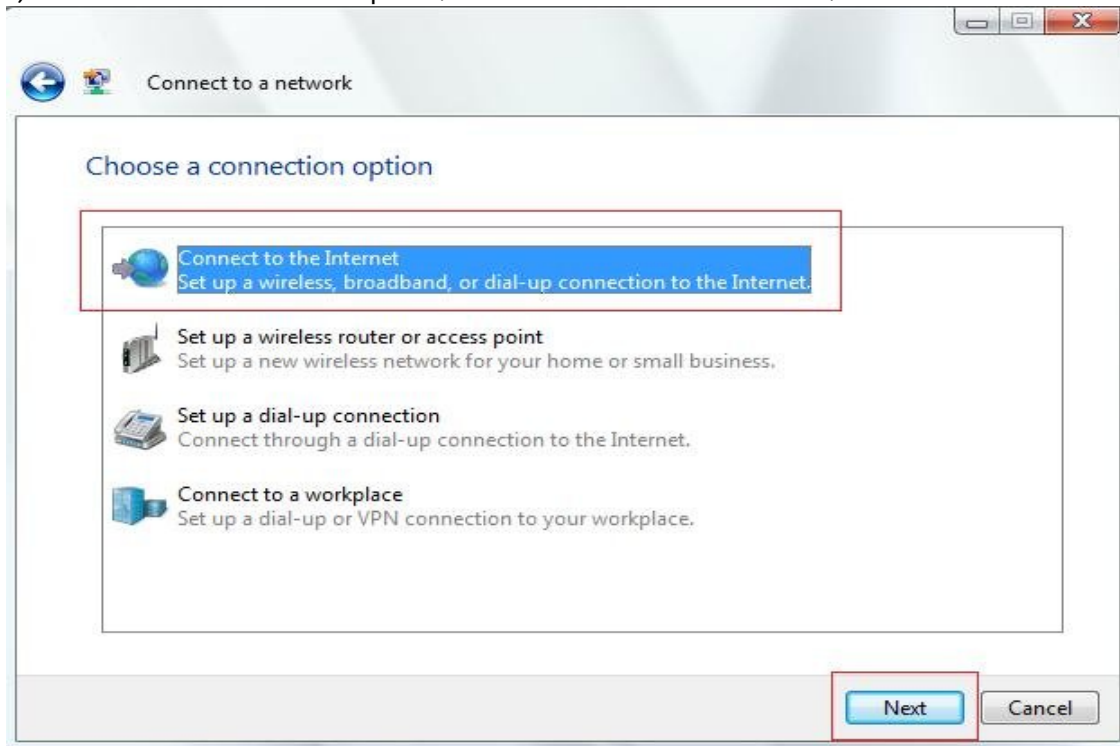 Connect to a network
Choose a connection option
Connect to the Internet
Set up a wireless, broadband, or dial-up connection to the Internet.
Set up a wireless router or access point
Set up a new wireless network for your home or small business.
Set up a dial-up connection
Connect through a dial-up connection to the Internet.
Connect to a workplace
Set up a dial-up or VPN connection to your workplace.
Next
Cancel